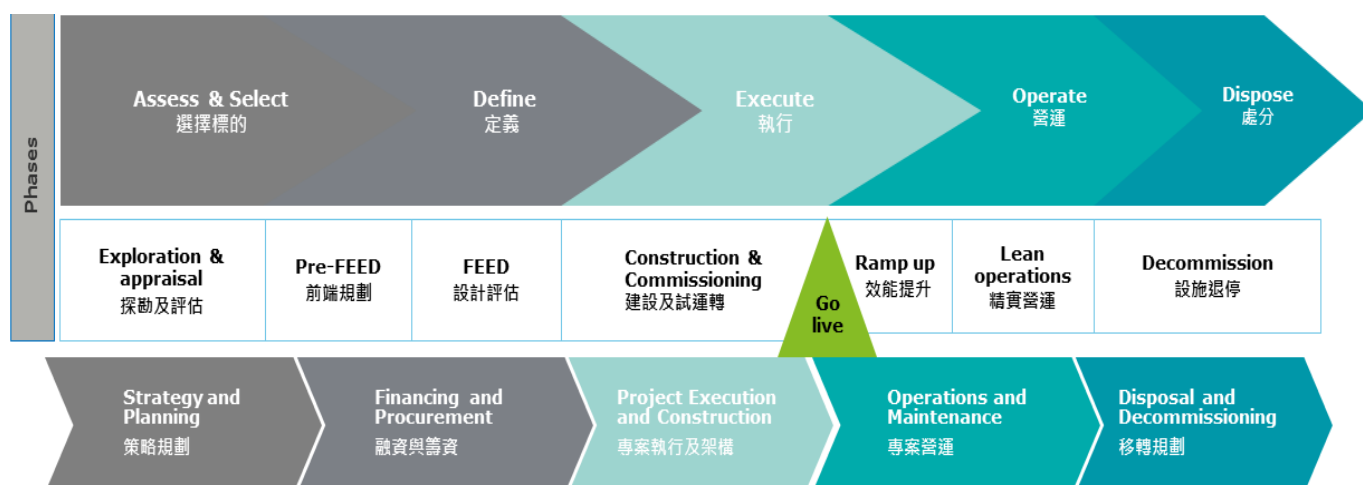 Phases
Assess & Select
選擇標的
Define
定義
Execute
執行
Operate
營運
Dispose
處分
Exploration &
appraisal
探勘及評估
Pre-FEED
前端規劃
FEED
設計評估
Construction &
Commissioning
建設及試運轉
Go
live
Ramp up
效能提升
Lean
operations
精實營運
Decommission
設施退停
Strategy and
Planning
策略規劃
Financing and
Procurement
融資與籌資
Project Execution
and Construction
專案執行及架構
Operations and
Maintenance
專案營運
Disposal and
Decommissioning
移轉規劃